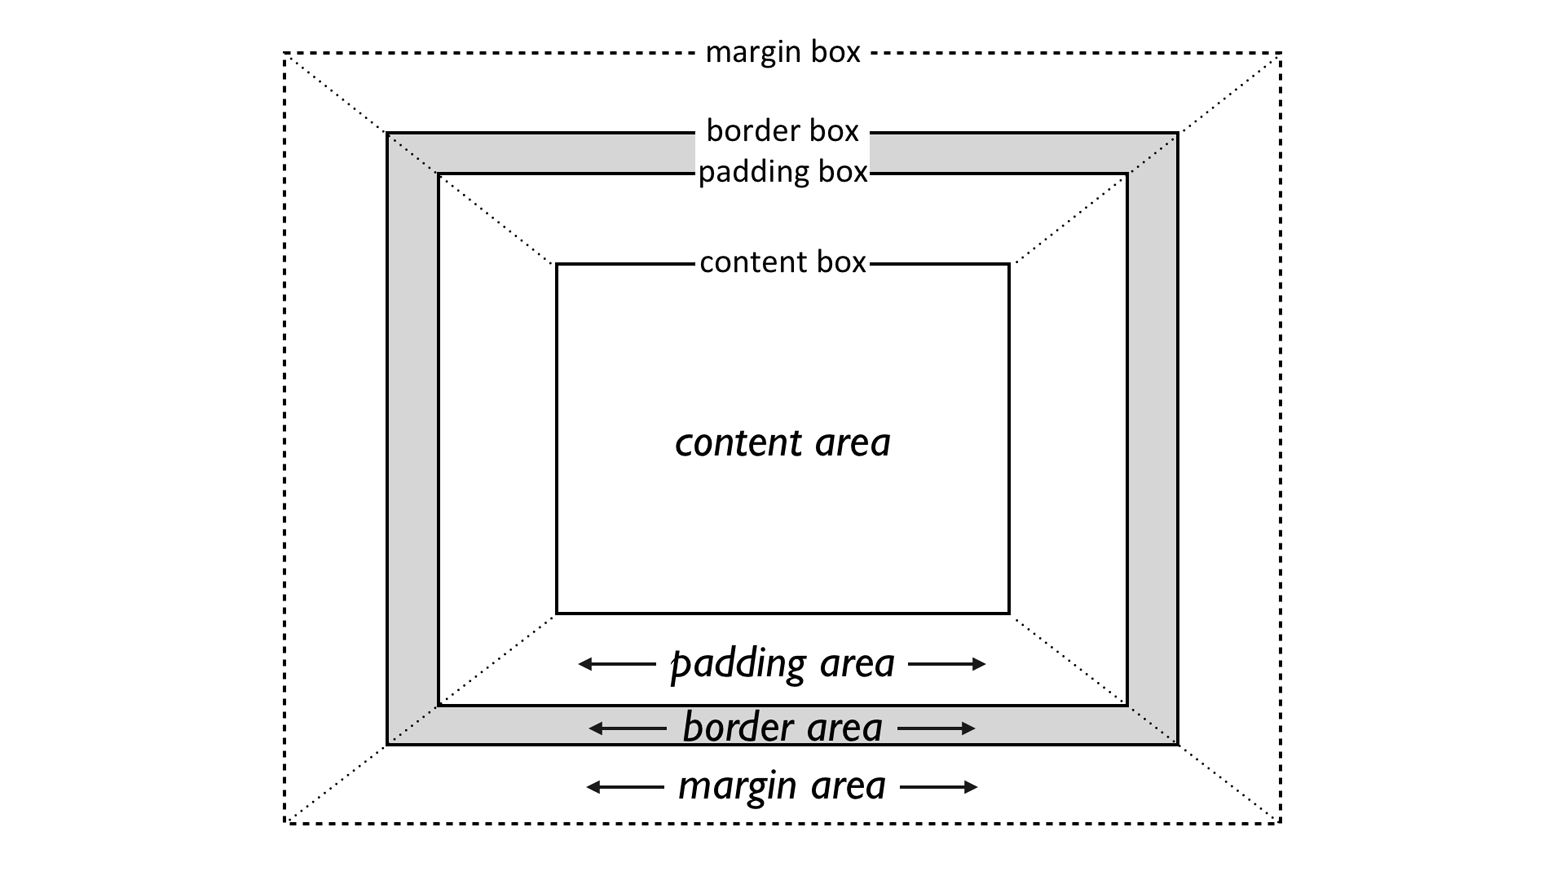 margin box
border box
padding box
content box
content area
padding area
border area
margin area